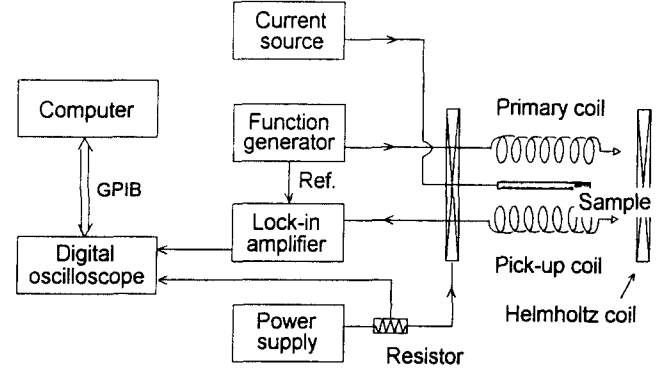 Current
source
Computer
Function
generator
Primary coil
GPIB
Ref.
Sample
Lock-in
amplifier
Digital
oscilloscope
Pick-up coil
Helmholtz coil
Power
supply
Resistor